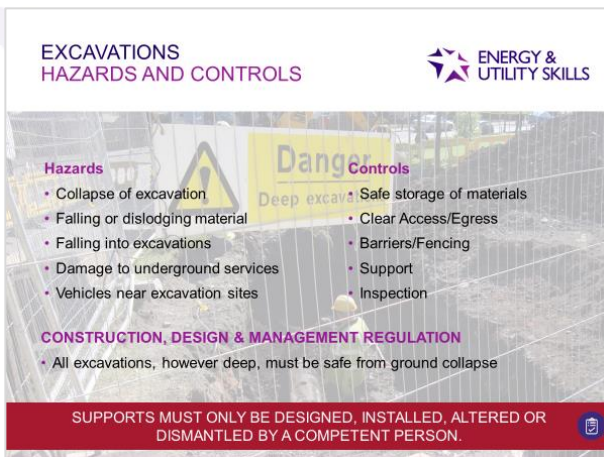 EXCAVATIONS
HAZARDS AND CONTROLS
ENERGY &
UTILITY SKILLS
Danger
Deep excavation
Hazards
• Collapse of excavation
• Falling or dislodging material
• Falling into excavations
• Damage to underground services
• Vehicles near excavation sites
Controls
• Safe storage of materials
• Clear Access/Egress
• Barriers/Fencing
• Support
• Inspection
CONSTRUCTION, DESIGN & MANAGEMENT REGULATION
• All excavations, however deep, must be safe from ground collapse
SUPPORTS MUST ONLY BE DESIGNED, INSTALLED, ALTERED OR
DISMANTLED BY A COMPETENT PERSON.